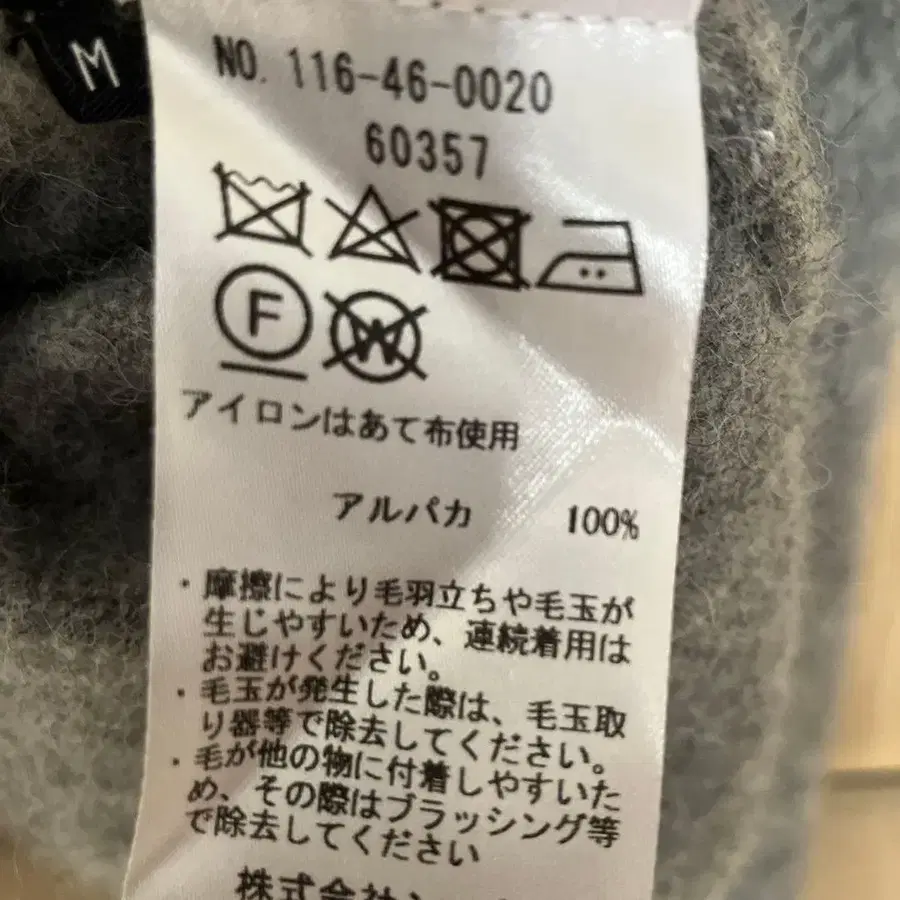 M
NO. 116-46-0020
60357
F
W
アイロンはあて布使用
アルパカ 100%
・摩擦により毛羽立ちや毛玉が
生じやすいため、連続着用は
お避けください。
・毛玉が発生した際は、毛玉取
り器等で除去してください。
・毛が他の物に付着しやすいた
め、その際はブラッシング等
で除去してください
株式会社